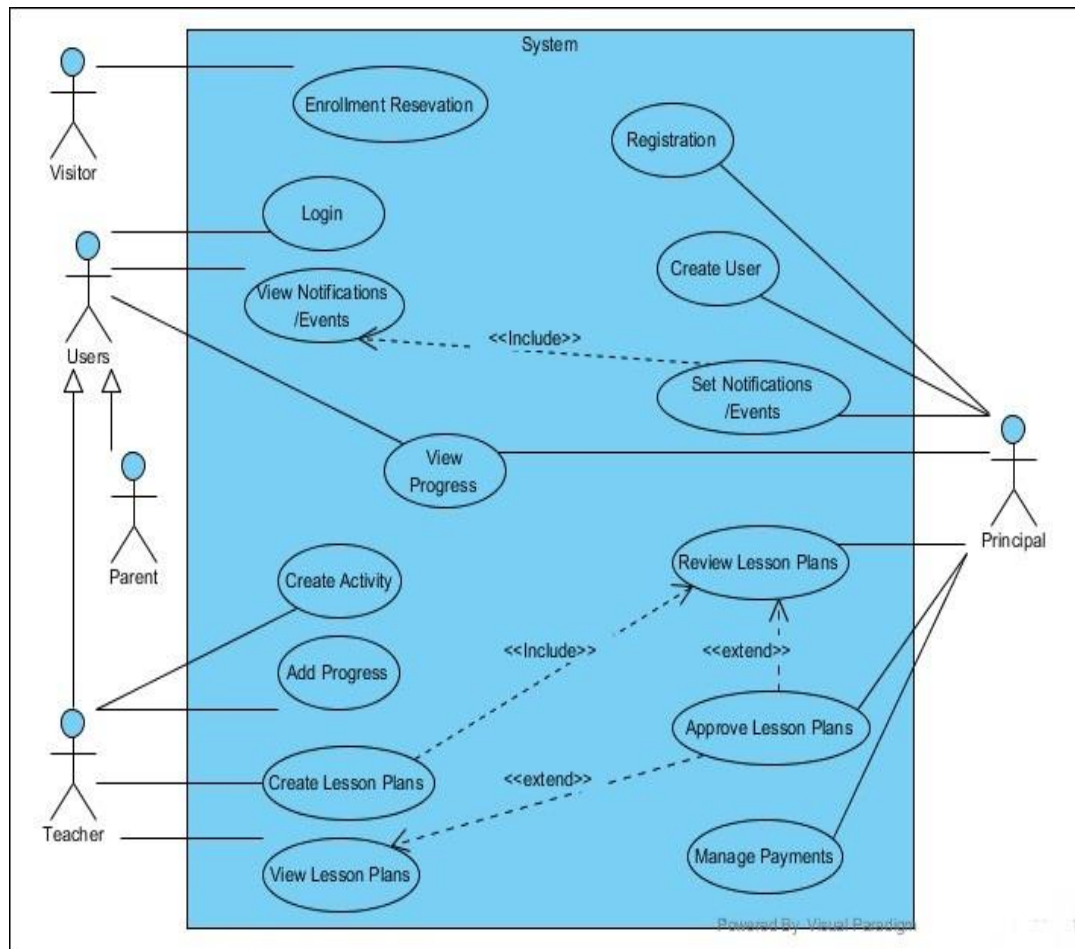 System
Visitor
Enrollment Resevation
Registration
Login
Users
View Notifications
/Events
Create User
<<Include>>
Set Notifications
/Events
View
Progress
Principal
Parent
Create Activity
Review Lesson Plans
<<Include>>
<<extend>>
Add Progress
Teacher
Create Lesson Plans
Approve Lesson Plans
<<extend>>
View Lesson Plans
Manage Payments
Powered By Visual Paradigm